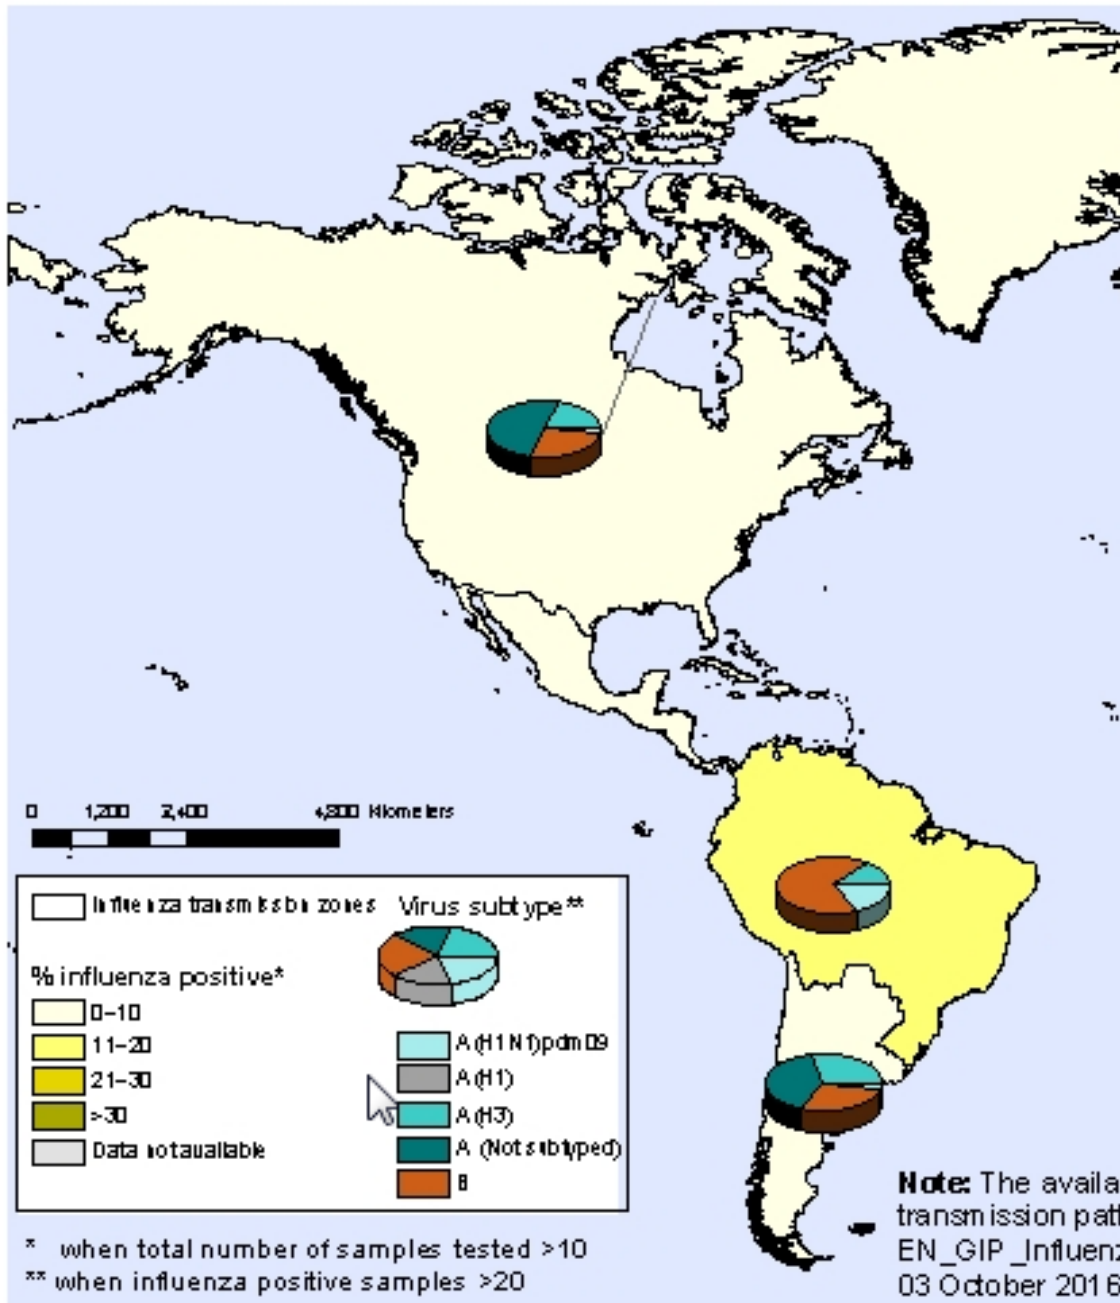 0 1,200 2,400 4,800 Kilometers
Influenza transmission zones
Virus subtype**
% influenza positive*
0-10
11-20
21-30
>30
Data not available
A(H1N1)pdm09
A(H1)
A(H3)
A (Not subtyped)
B
* when total number of samples tested >10
** when influenza positive samples >20
Note: The availa
transmission patt
EN_GIP_Influenz
03 October 2016